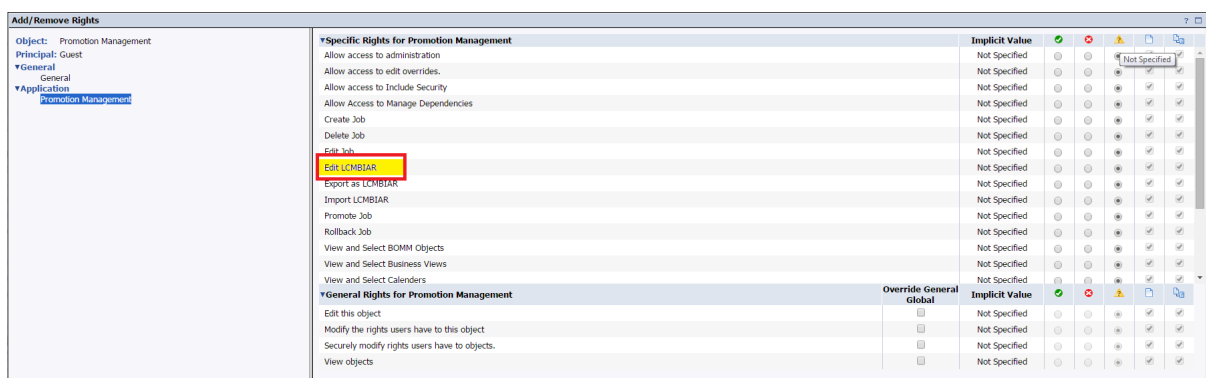 Add/Remove Rights
?
Object: Promotion Management
Principal: Guest
General
General
Application
Promotion Management
Specific Rights for Promotion Management Implicit Value
Allow access to administration Not Specified
Not Specified
Allow access to edit overrides. Not Specified
Allow access to Include Security Not Specified
Allow Access to Manage Dependencies Not Specified
Create Job Not Specified
Delete Job Not Specified
Edit Job Not Specified
Edit LCMBIAR Not Specified
Export as LCMBIAR Not Specified
Import LCMBIAR Not Specified
Promote Job Not Specified
Rollback Job Not Specified
View and Select BOMM Objects Not Specified
View and Select Business Views Not Specified
View and Select Calenders Not Specified
General Rights for Promotion Management Override General Global Implicit Value
Edit this object Not Specified
Modify the rights users have to this object Not Specified
Securely modify rights users have to objects. Not Specified
View objects Not Specified